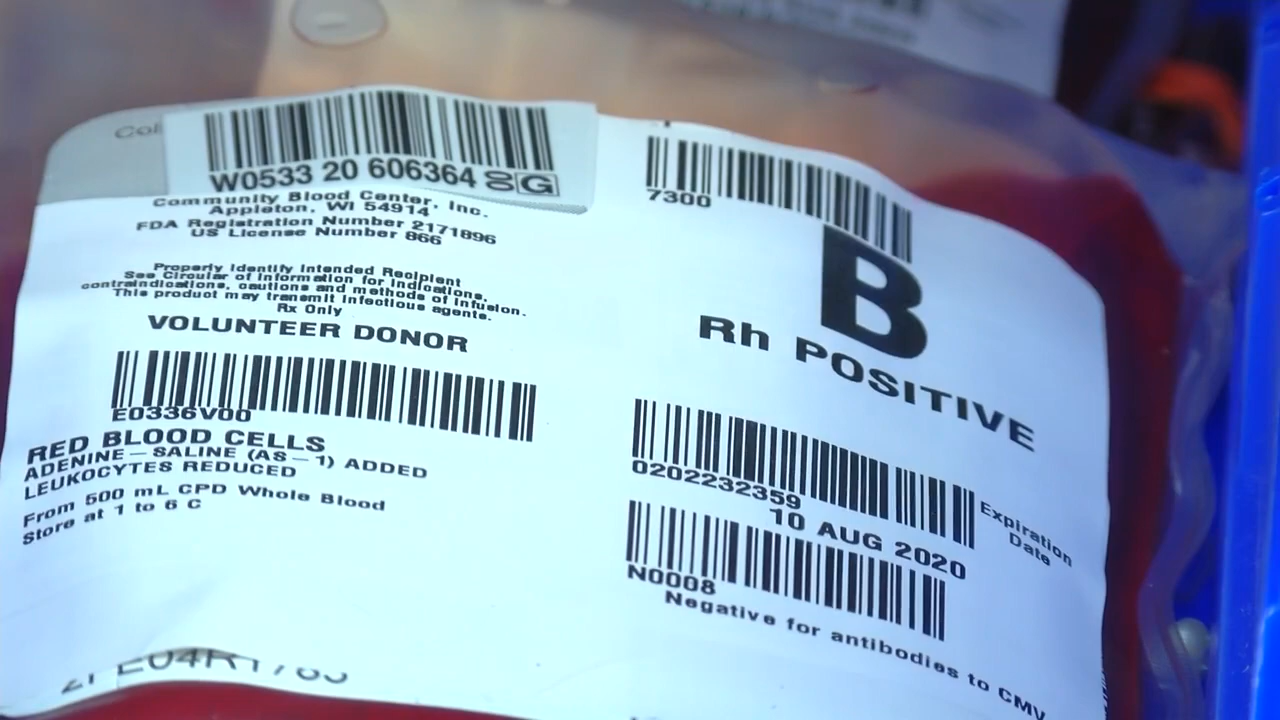 Coll
W0533 20 606364 00 G
Community Blood Center, Inc.
Appleton, WI 54914
FDA Registration Number 2171896
US License Number 866
Properly Identify Intended Recipient
See Circular of Information for Indications,
contraindications, cautions and methods of infusion.
This product may transmit infectious agents.
Rx Only
VOLUNTEER DONOR
E0336V00
RED BLOOD CELLS
ADENINE-SALINE (AS-1) ADDED
LEUKOCYTES REDUCED
From 500 mL CPD Whole Blood
Store at 1 to 6 C
7300
B
Rh POSITIVE
0202232359
Expiration
Date
10 AUG 2020
N0008
Negative for antibodies to CMV